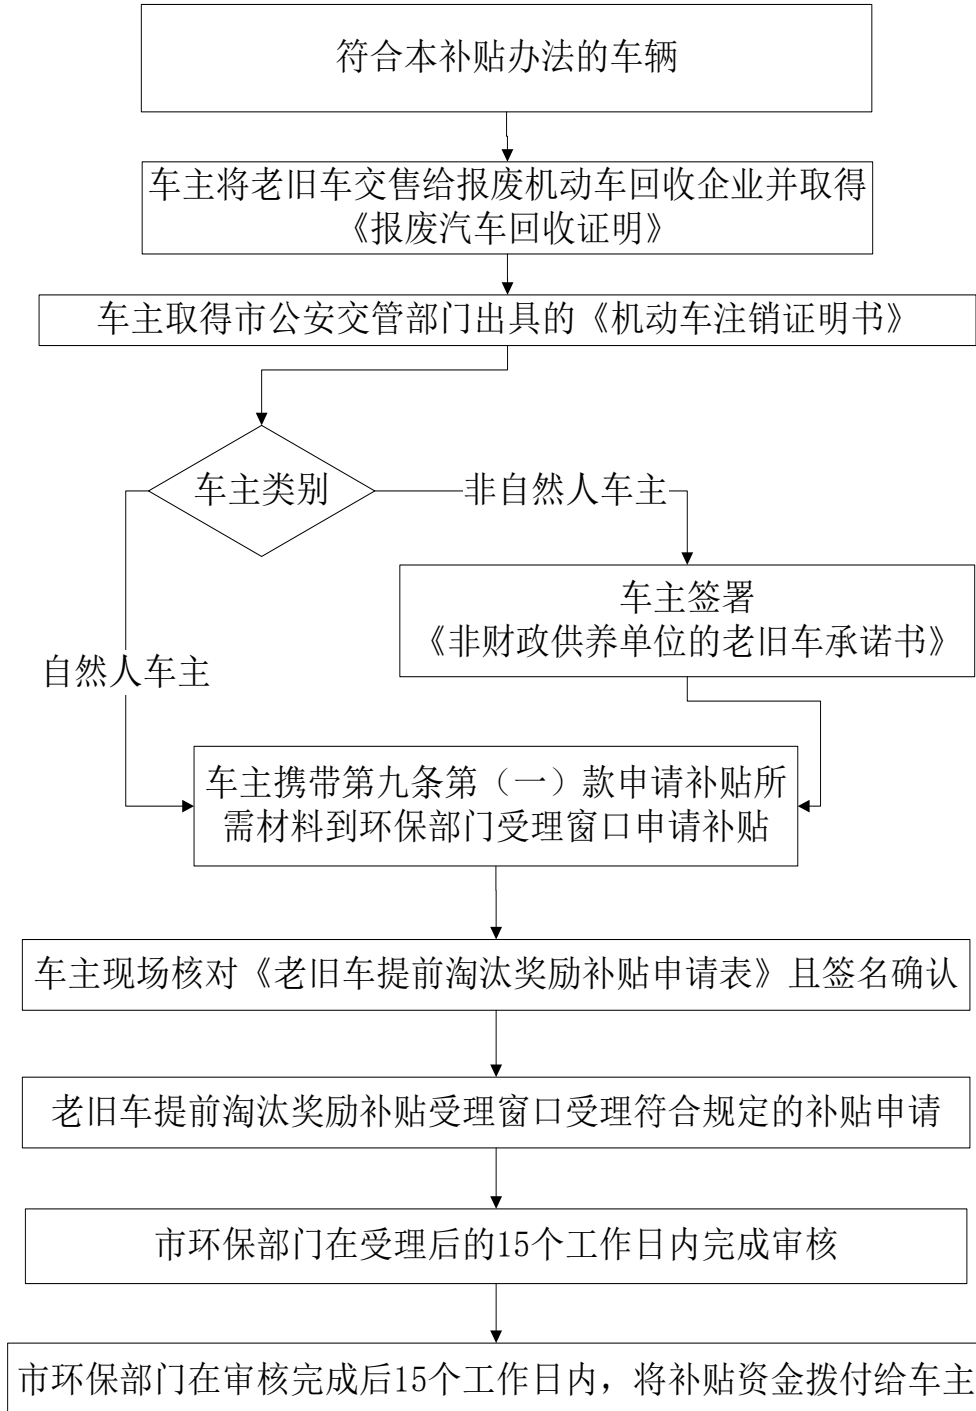 符合本补贴办法的车辆
车主将老旧车交售给报废机动车回收企业并取得
《报废汽车回收证明》
车主取得市公安交管部门出具的《机动车注销证明书》
车主类别
非自然人车主
车主签署
《非财政供养单位的老旧车承诺书》
自然人车主
车主携带第九条第（一）款申请补贴所
需材料到环保部门受理窗口申请补贴
车主现场核对《老旧车提前淘汰奖励补贴申请表》且签名确认
老旧车提前淘汰奖励补贴受理窗口受理符合规定的补贴申请
市环保部门在受理后的15个工作日内完成审核
市环保部门在审核完成后15个工作日内，将补贴资金拨付给车主